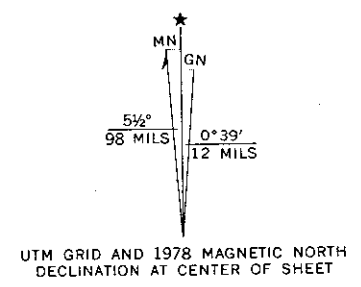 ★
MN
GN
5½°
98 MILS
0°39′
12 MILS
UTM GRID AND 1978 MAGNETIC NORTH
DECLINATION AT CENTER OF SHEET